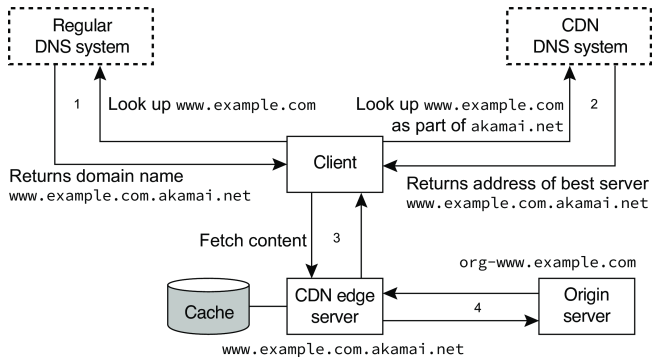 Regular
DNS system
CDN
DNS system
1
Look up www.example.com
Look up www.example.com
as part of akamai.net
2
Returns domain name
www.example.com.akamai.net
Client
Returns address of best server
www.example.com.akamai.net
Fetch content
3
org-www.example.com
Cache
CDN edge
server
4
Origin
server
www.example.com.akamai.net